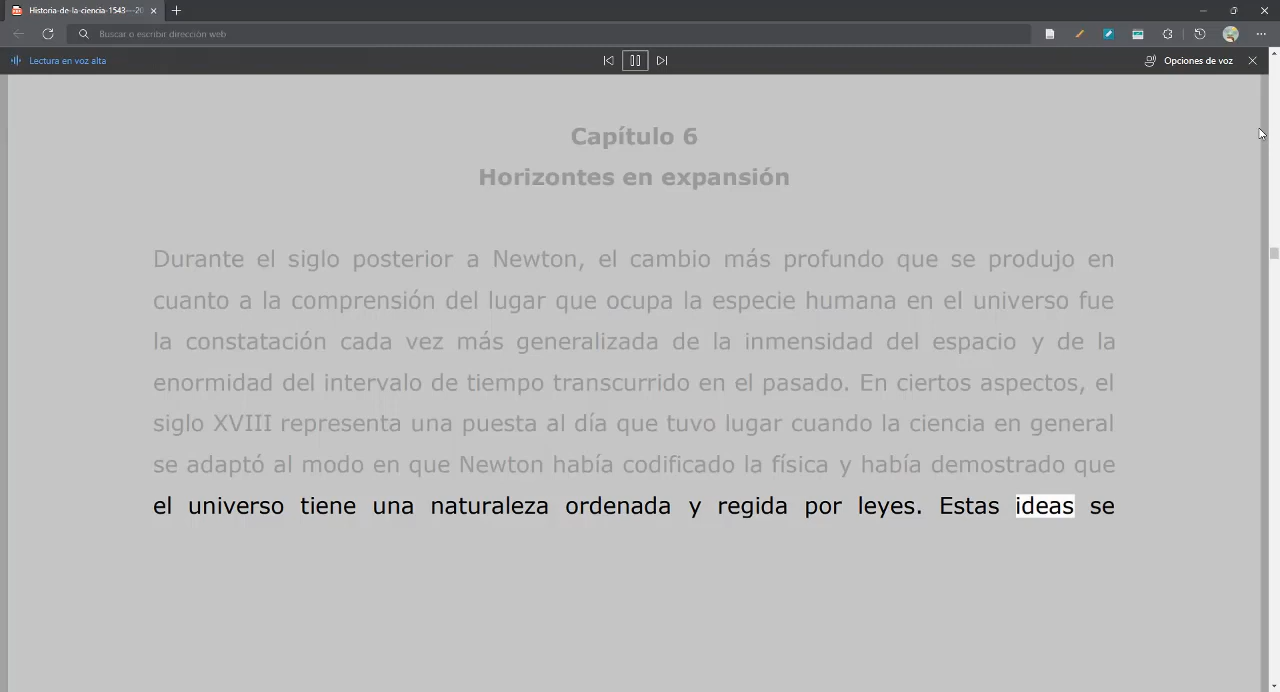 Historia-de-la-ciencia-1543—20
Buscar o escribir dirección web
Lectura en voz alta
Opciones de voz
Capítulo 6
Horizontes en expansión
Durante el siglo posterior a Newton, el cambio más profundo que se produjo en
cuanto a la comprensión del lugar que ocupa la especie humana en el universo fue
la constatación cada vez más generalizada de la inmensidad del espacio y de la
enormidad del intervalo de tiempo transcurrido en el pasado. En ciertos aspectos, el
siglo XVIII representa una puesta al día que tuvo lugar cuando la ciencia en general
se adaptó al modo en que Newton había codificado la física y había demostrado que
el universo tiene una naturaleza ordenada y regida por leyes. Estas ideas se